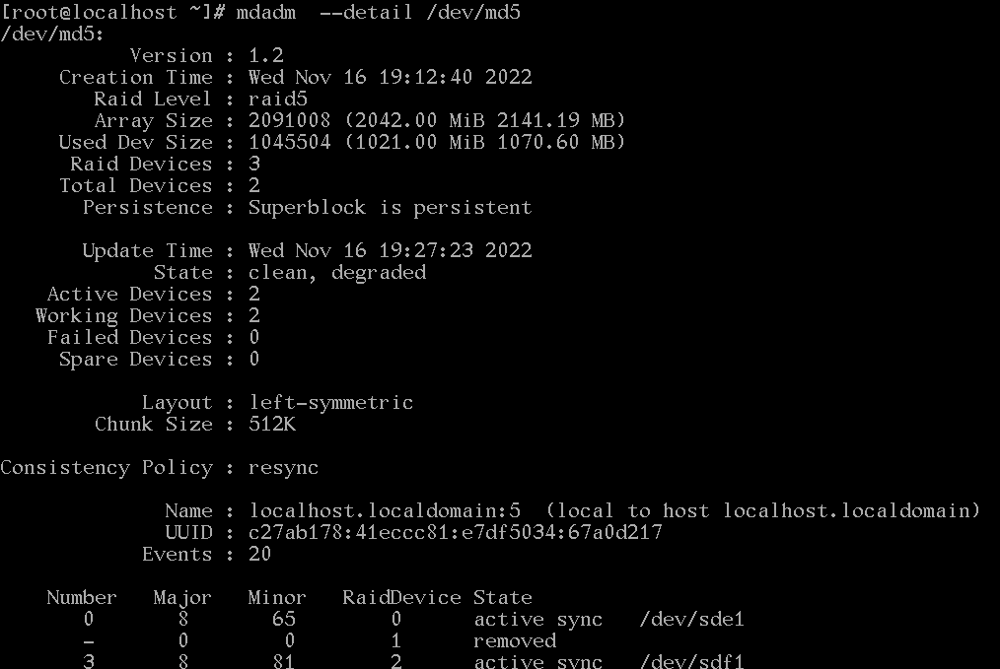 [root@localhost ~]# mdadm  --detail /dev/md5
/dev/md5:
           Version : 1.2
     Creation Time : Wed Nov 16 19:12:40 2022
        Raid Level : raid5
        Array Size : 2091008 (2042.00 MiB 2141.19 MB)
     Used Dev Size : 1045504 (1021.00 MiB 1070.60 MB)
      Raid Devices : 3
     Total Devices : 2
       Persistence : Superblock is persistent

       Update Time : Wed Nov 16 19:27:23 2022
             State : clean, degraded
    Active Devices : 2
   Working Devices : 2
    Failed Devices : 0
     Spare Devices : 0

            Layout : left-symmetric
        Chunk Size : 512K

Consistency Policy : resync

              Name : localhost.localdomain:5  (local to host localhost.localdomain)
              UUID : c27ab178:41eccc81:e7df5034:67a0d217
            Events : 20

    Number   Major   Minor   RaidDevice State
       0       8       65        0      active sync   /dev/sde1
       -       0        0        1      removed
       3       8       81        2      active sync   /dev/sdf1